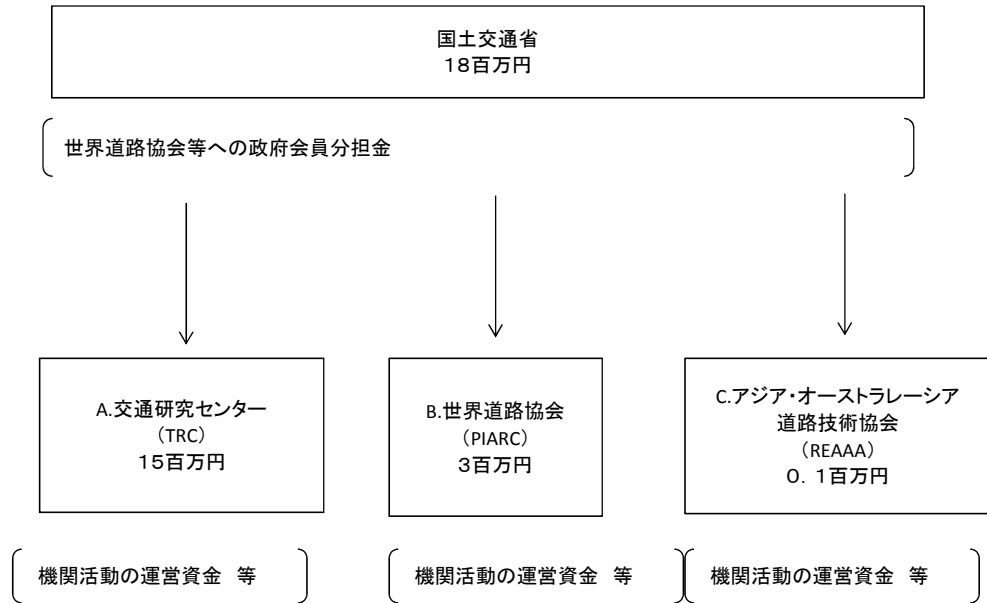 国土交通省
１８百万円
世界道路協会等への政府会員分担金
A.交通研究センター
（TRC）
１５百万円
B.世界道路協会
（PIARC）
３百万円
C.アジア・オーストラレーシア
道路技術協会
（REAAA）
０．１百万円
機関活動の運営資金　等
機関活動の運営資金　等
機関活動の運営資金　等